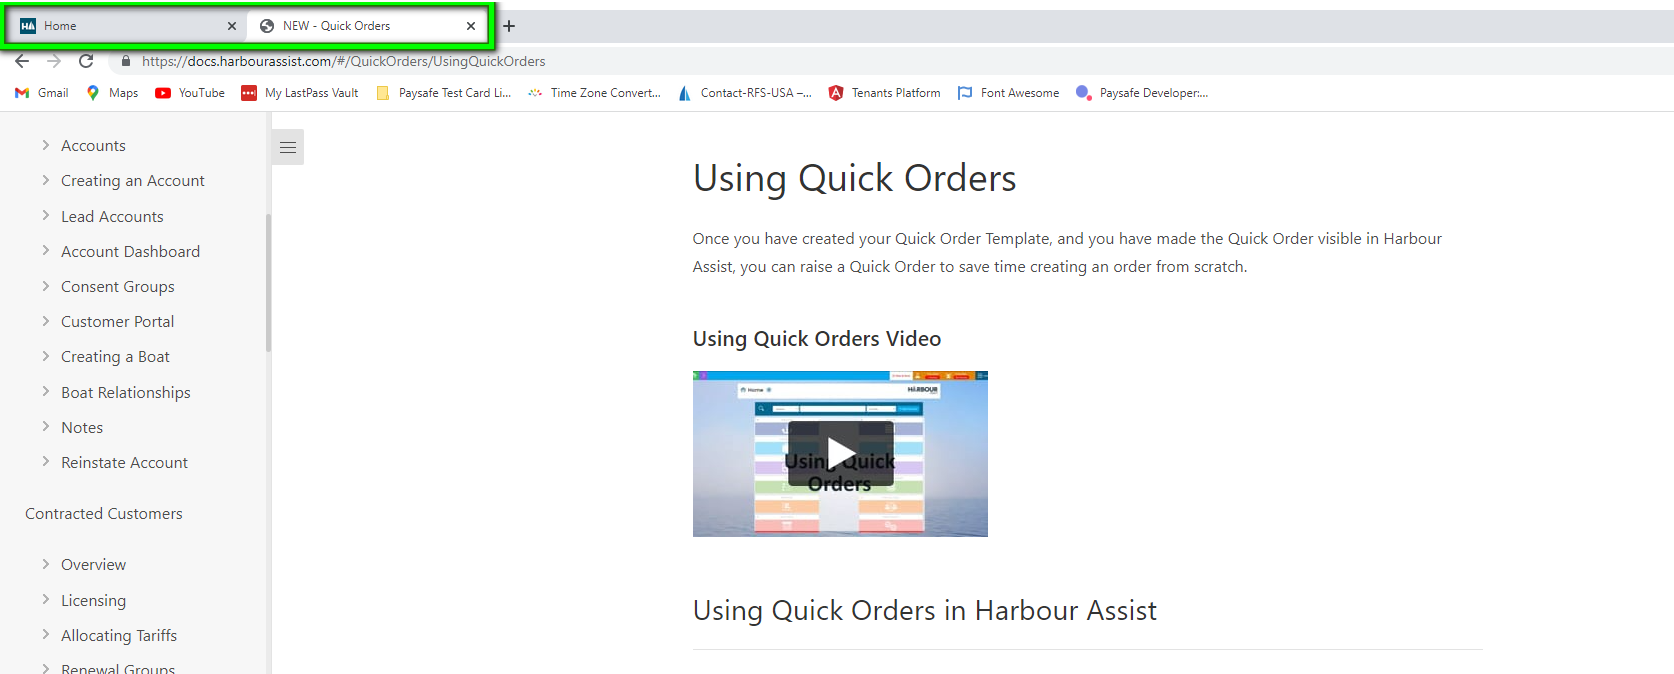 HA Home
NEW - Quick Orders
https://docs.harbourassist.com/#/QuickOrders/UsingQuickOrders
Gmail Maps YouTube My LastPass Vault Paysafe Test Card Li... Time Zone Convert... Contact-RFS-USA –... Tenants Platform Font Awesome Paysafe Developer:...
Accounts
Creating an Account
Lead Accounts
Account Dashboard
Consent Groups
Customer Portal
Creating a Boat
Boat Relationships
Notes
Reinstate Account
Contracted Customers
Overview
Licensing
Allocating Tariffs
Renewal Groups
Using Quick Orders
Once you have created your Quick Order Template, and you have made the Quick Order visible in Harbour
Assist, you can raise a Quick Order to save time creating an order from scratch.
Using Quick Orders Video
Home
HARBOUR
Using Quick
Orders
Using Quick Orders in Harbour Assist